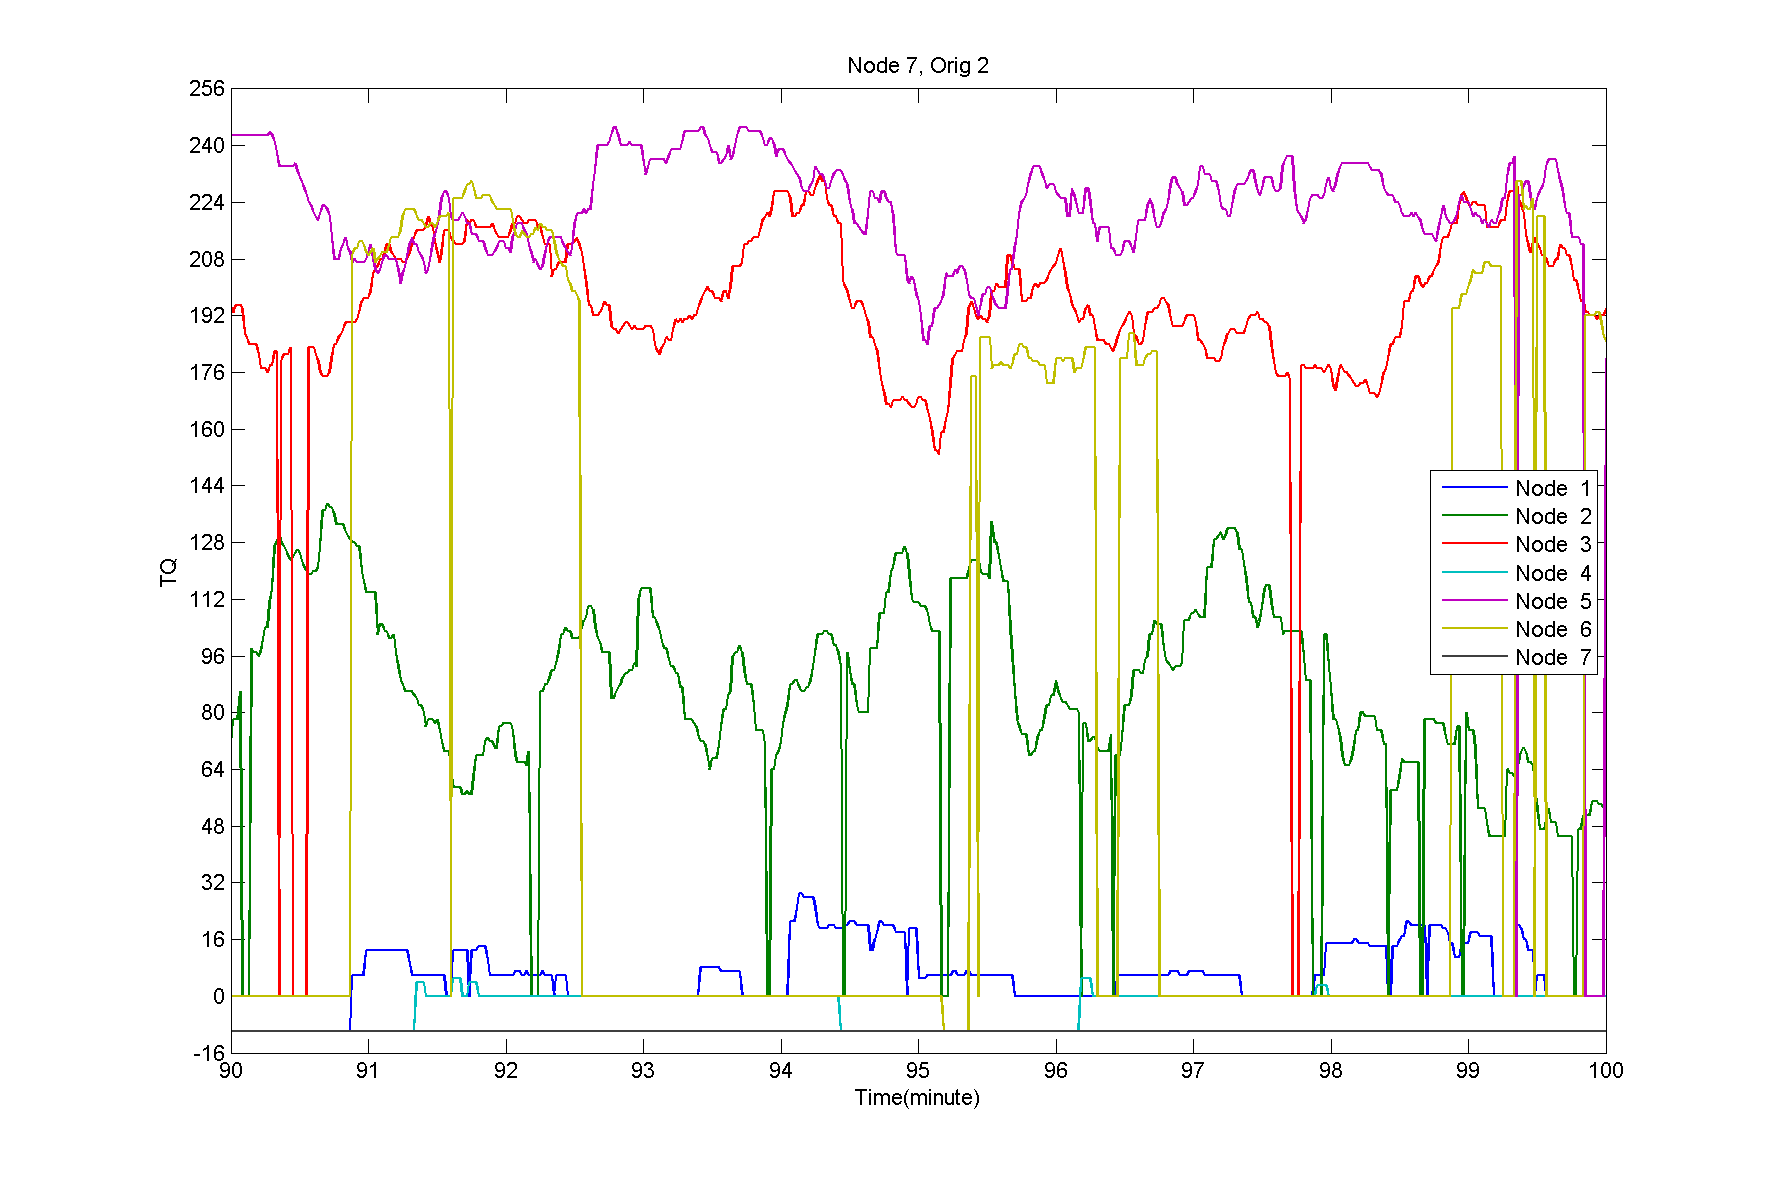 Node 7, Orig 2
256
240
224
208
192
176
160
144
128
112
96
80
64
48
32
16
0
-16
TQ
Node 1
Node 2
Node 3
Node 4
Node 5
Node 6
Node 7
90 91 92 93 94 95 96 97 98 99 100
Time(minute)